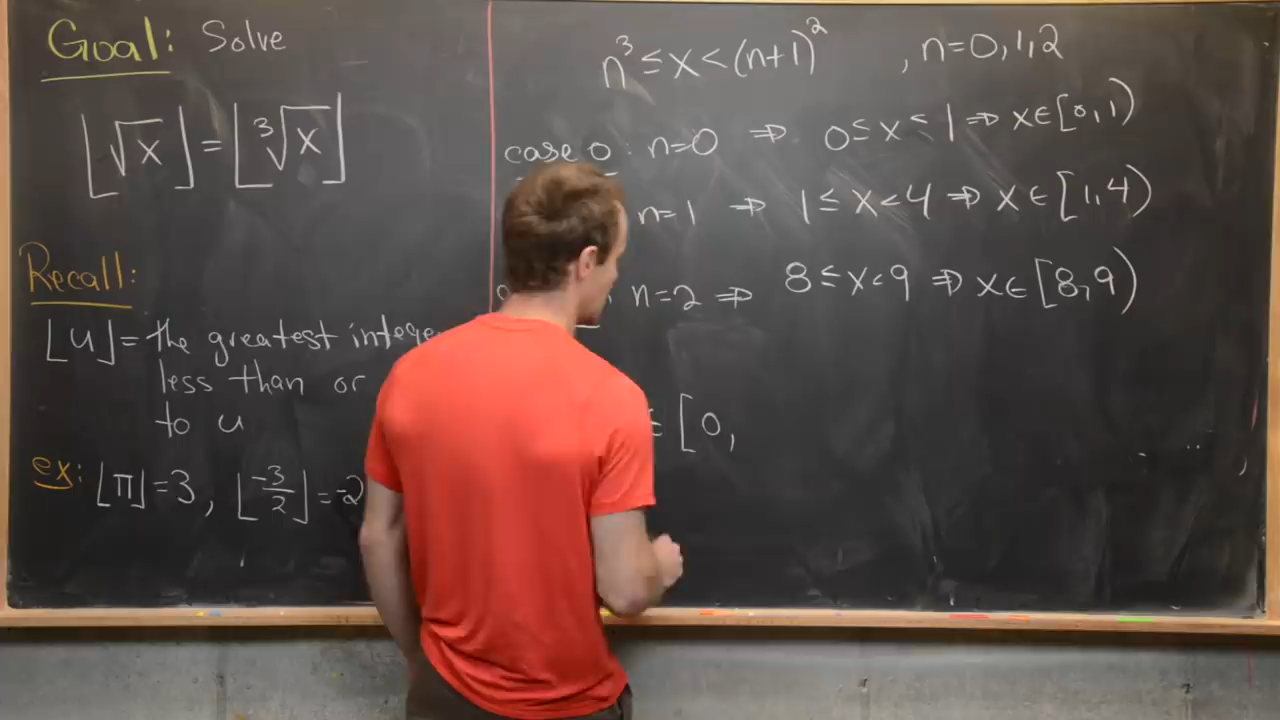 Goal: Solve
⌊√x⌋ = ⌊∛x⌋
Recall:
⌊u⌋ = the greatest
less than or
to u
ex: ⌊π⌋ = 3, ⌊-3/2⌋ = -2
n³ ≤ x < (n+1)² , n = 0, 1, 2
case 0: n=0 ⇒ 0 ≤ x < 1 ⇒ x ∈ [0, 1)
n=1 ⇒ 1 ≤ x < 4 ⇒ x ∈ [1, 4)
n=2 ⇒ 8 ≤ x < 9 ⇒ x ∈ [8, 9)
∈ [0,